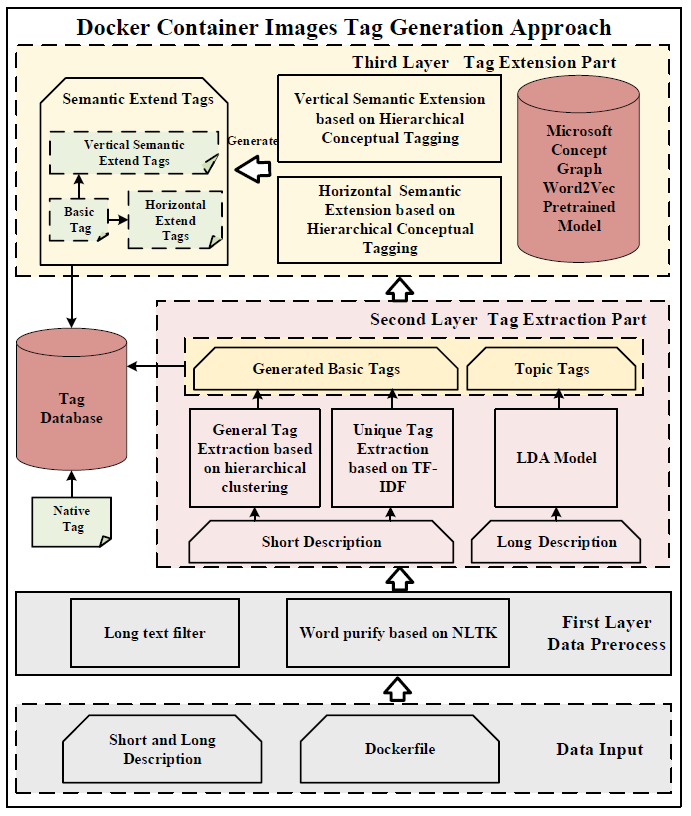 Docker Container Images Tag Generation Approach
Third Layer Tag Extension Part
Semantic Extend Tags
Vertical Semantic
Extend Tags
Basic
Tag
Horizontal
Extend
Tags
Generate
Vertical Semantic Extension
based on Hierarchical
Conceptual Tagging
Horizontal Semantic
Extension based on
Hierarchical Conceptual
Tagging
Microsoft
Concept
Graph
Word2Vec
Pretrained
Model
Second Layer Tag Extraction Part
Generated Basic Tags
Topic Tags
Tag
Database
General Tag
Extraction based
on hierarchical
clustering
Unique Tag
Extraction
based on TF-
IDF
LDA Model
Native
Tag
Short Description
Long Description
Long text filter
Word purify based on NLTK
First Layer
Data Prerocess
Short and Long
Description
Dockerfile
Data Input